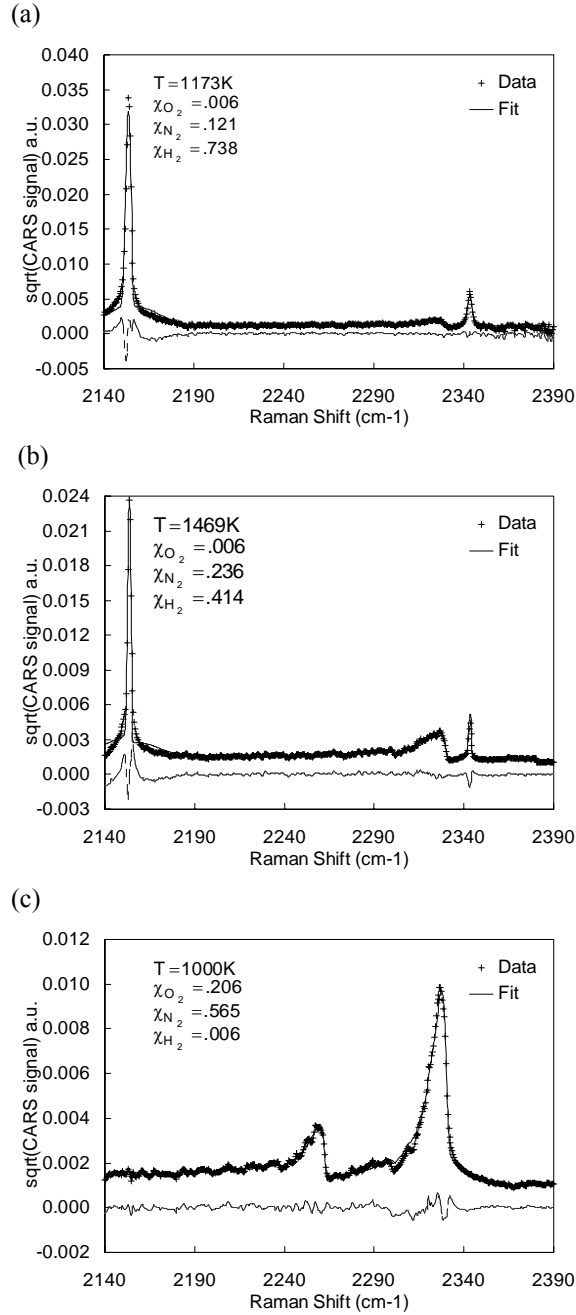 (a)
0.040
0.035
0.030
0.025
0.020
0.015
0.010
0.005
0.000
-0.005
sqrt(CARS signal) a.u.
T=1173K
χO2=.006
χN2=.121
χH2=.738
+ Data
Fit
2140 2190 2240 2290 2340 2390
Raman Shift (cm-1)
(b)
0.024
0.021
0.018
0.015
0.012
0.009
0.006
0.003
0.000
-0.003
sqrt(CARS signal) a.u.
T=1469K
χO2=.006
χN2=.236
χH2=.414
+ Data
Fit
2140 2190 2240 2290 2340 2390
Raman Shift (cm-1)
(c)
0.012
0.010
0.008
0.006
0.004
0.002
0.000
-0.002
sqrt(CARS signal) a.u.
T=1000K
χO2=.206
χN2=.565
χH2=.006
+ Data
Fit
2140 2190 2240 2290 2340 2390
Raman Shift (cm-1)